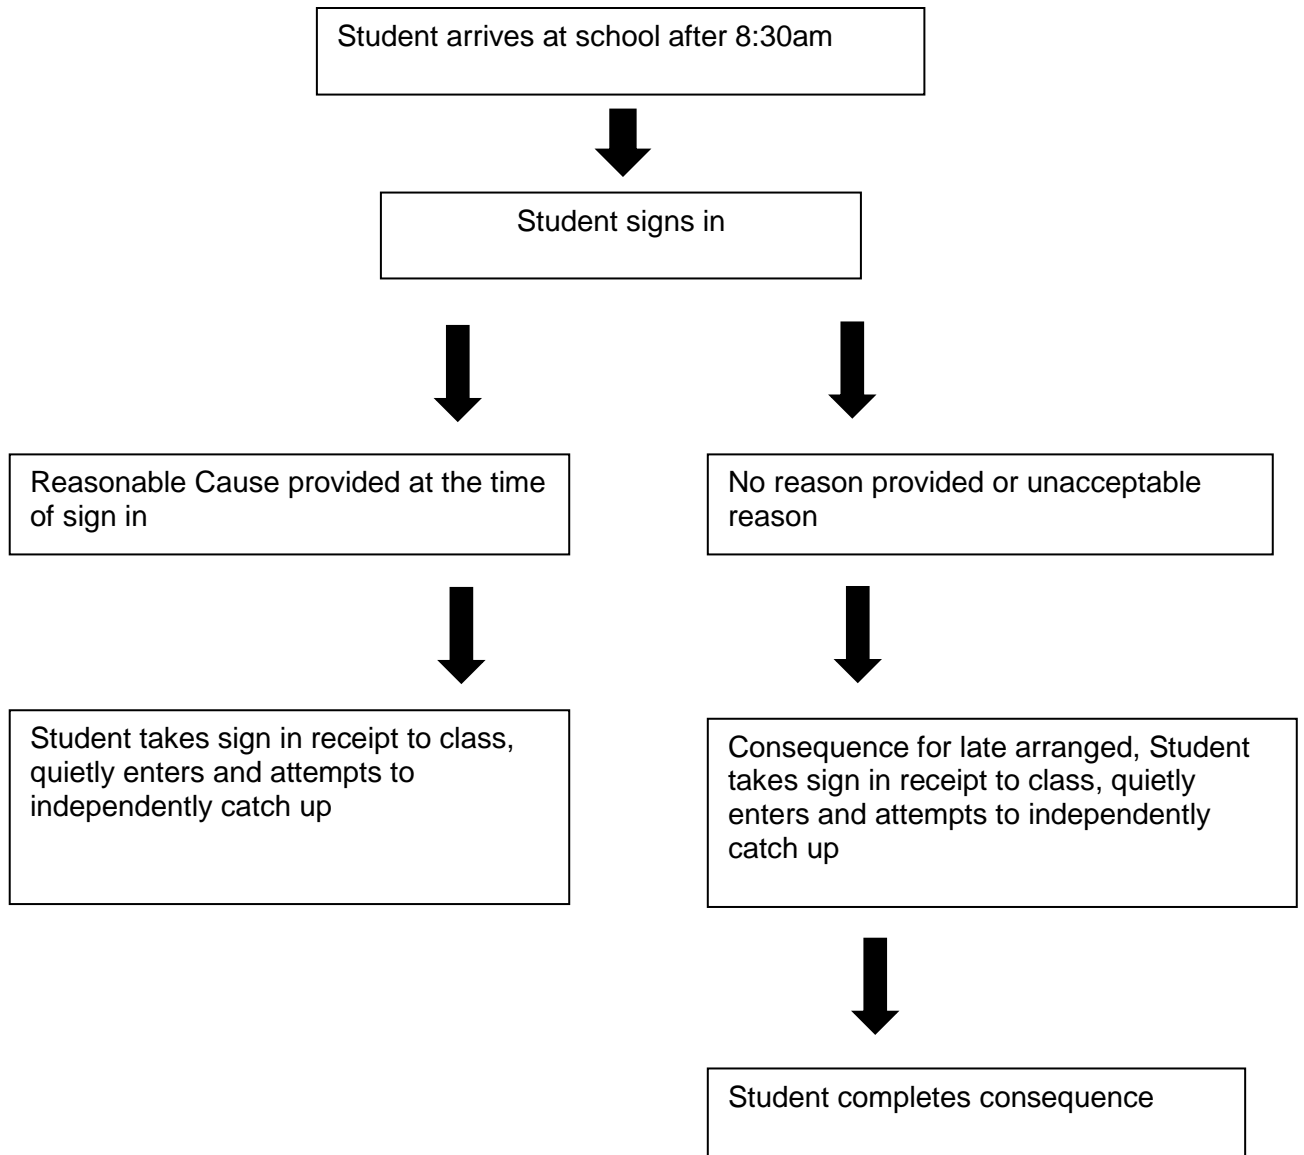 Student arrives at school after 8:30am
Student signs in
Reasonable Cause provided at the time
of sign in
No reason provided or unacceptable
reason
Student takes sign in receipt to class,
quietly enters and attempts to
independently catch up
Consequence for late arranged, Student
takes sign in receipt to class, quietly
enters and attempts to independently
catch up
Student completes consequence